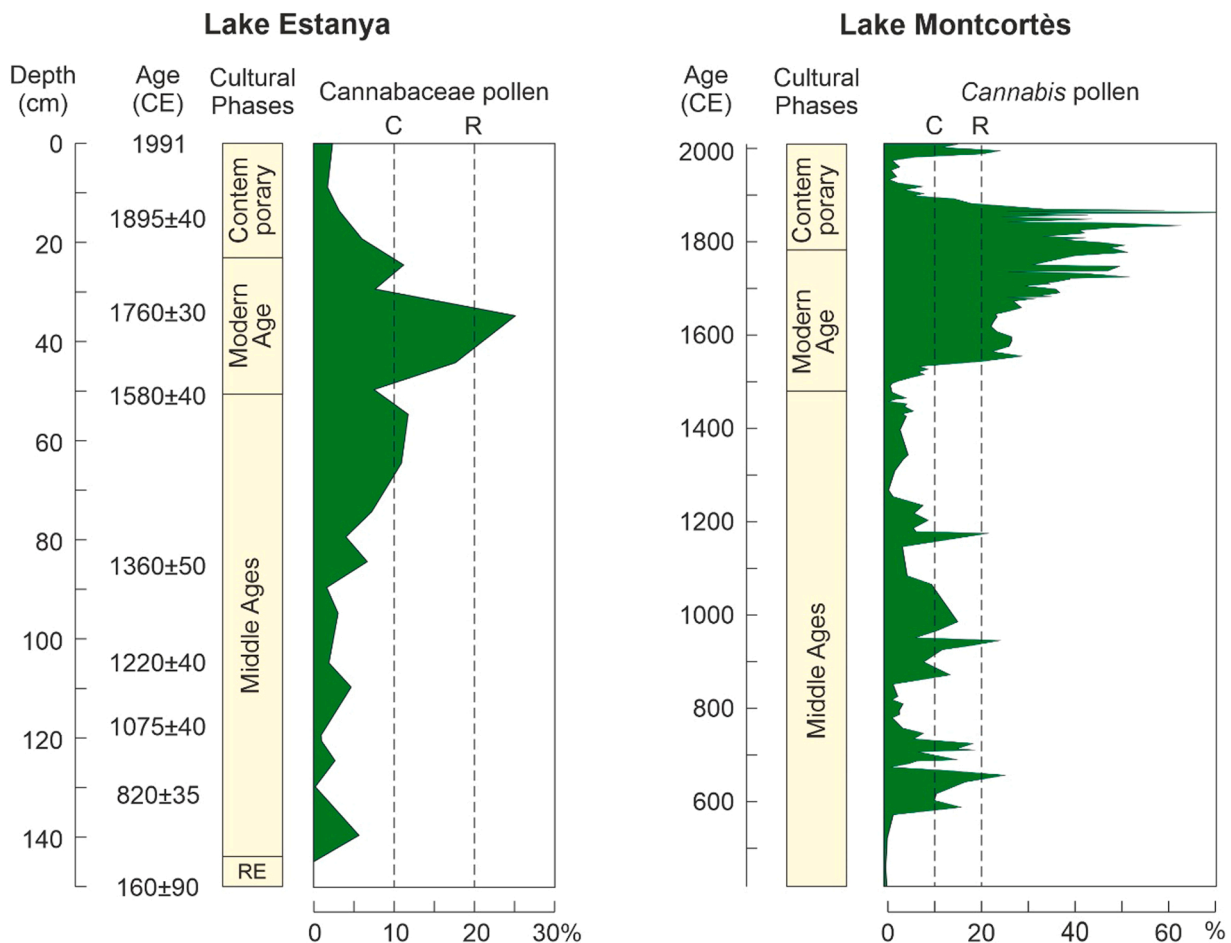 Lake Estanya
Depth
(cm)
Age
(CE)
Cultural
Phases
Cannabaceae pollen
C
R
0
20
40
60
80
100
120
140
1991
1895±40
1760±30
1580±40
1360±50
1220±40
1075±40
820±35
160±90
Contem
porary
Modern
Age
Middle Ages
RE
0
10
20
30%
Lake Montcortès
Age
(CE)
Cultural
Phases
Cannabis pollen
C
R
2000
1800
1600
1400
1200
1000
800
600
Contem
porary
Modern
Age
Middle Ages
0
20
40
60
%